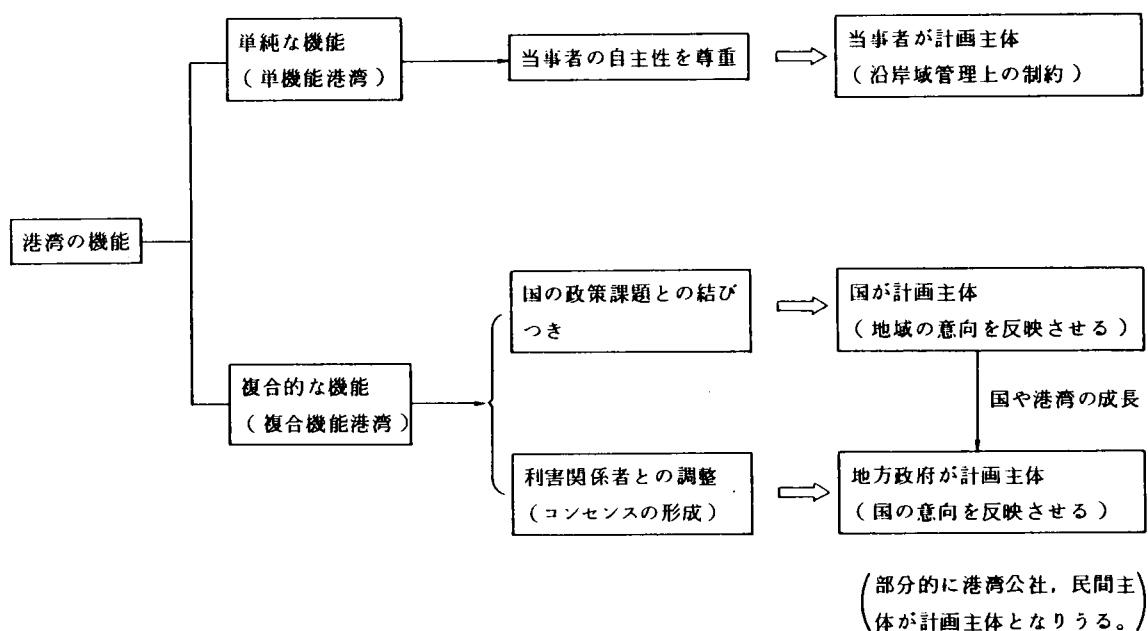 単純な機能
（単機能港湾）
当事者の自主性を尊重
当事者が計画主体
（沿岸域管理上の制約）
港湾の機能
国の政策課題との結び
つき
国が計画主体
（地域の意向を反映させる）
複合的な機能
（複合機能港湾）
国や港湾の成長
利害関係者との調整
（コンセンスの形成）
地方政府が計画主体
（国の意向を反映させる）
（部分的に港湾公社，民間主
体が計画主体となりうる。）